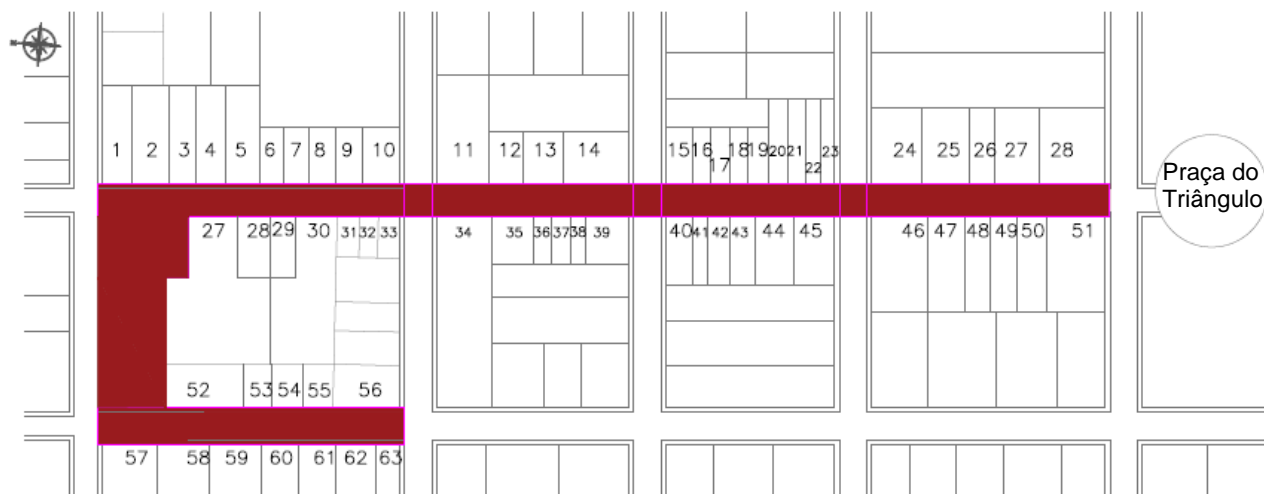 1 2 3 4 5 6 7 8 9 10 11 12 13 14 15 16 17 18 19 20 21 22 23 24 25 26 27 28
Praça do
Triângulo
27 28 29 30 31 32 33 34 35 36 37 38 39 40 41 42 43 44 45 46 47 48 49 50 51
52 53 54 55 56
57 58 59 60 61 62 63